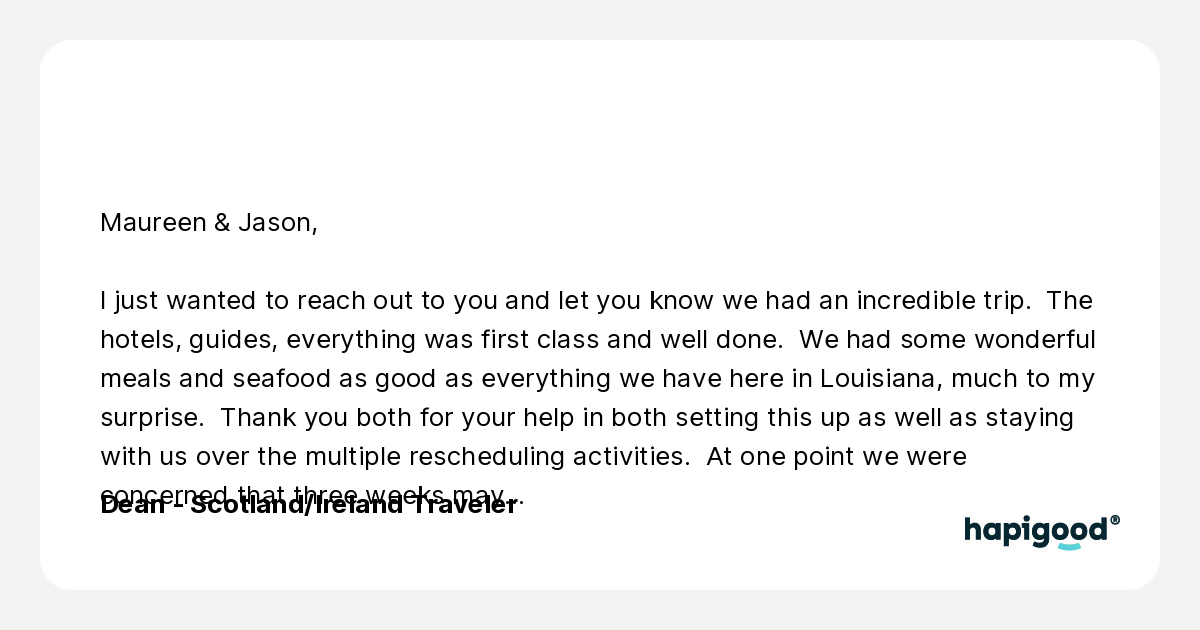 Maureen & Jason,
I just wanted to reach out to you and let you know we had an incredible trip.  The
hotels, guides, everything was first class and well done.  We had some wonderful
meals and seafood as good as everything we have here in Louisiana, much to my
surprise.  Thank you both for your help in both setting this up as well as staying
with us over the multiple rescheduling activities.  At one point we were
concerned that three weeks may...
Dean - Scotland/Ireland Traveler
hapigood®